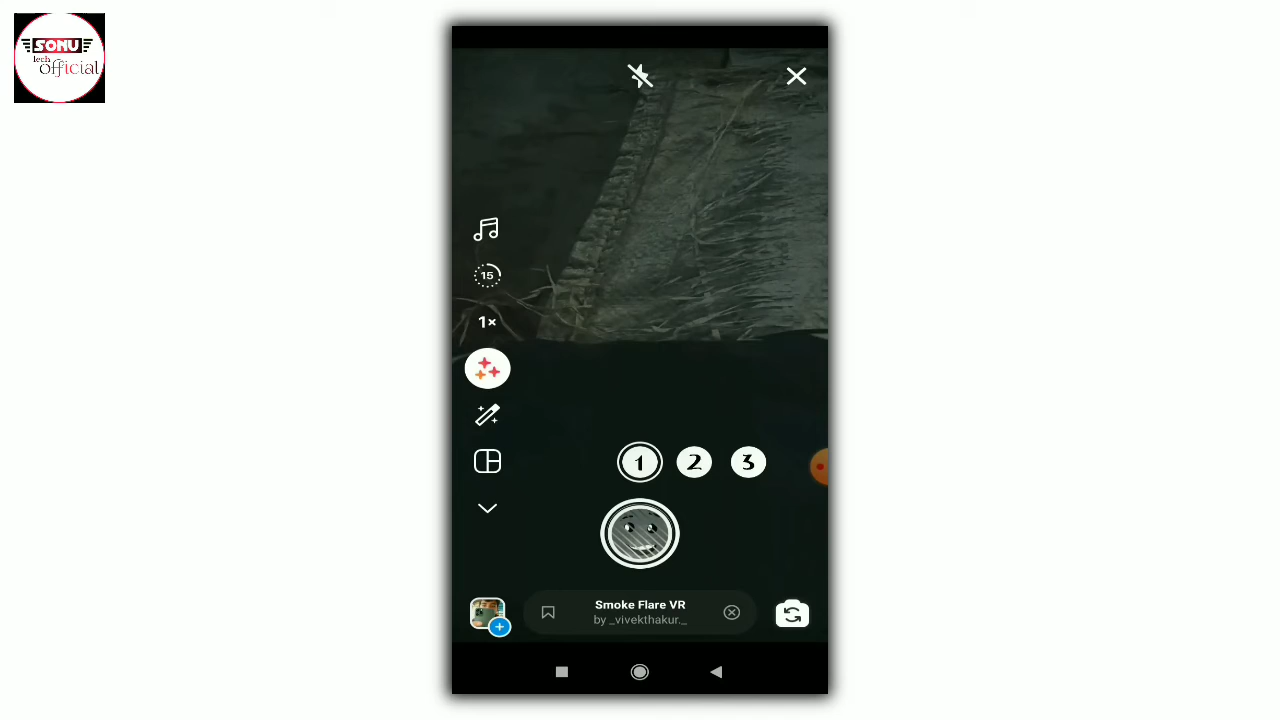 SONU
tech
official
15
1×
1 2 3
Smoke Flare VR
by _vivekthakur._